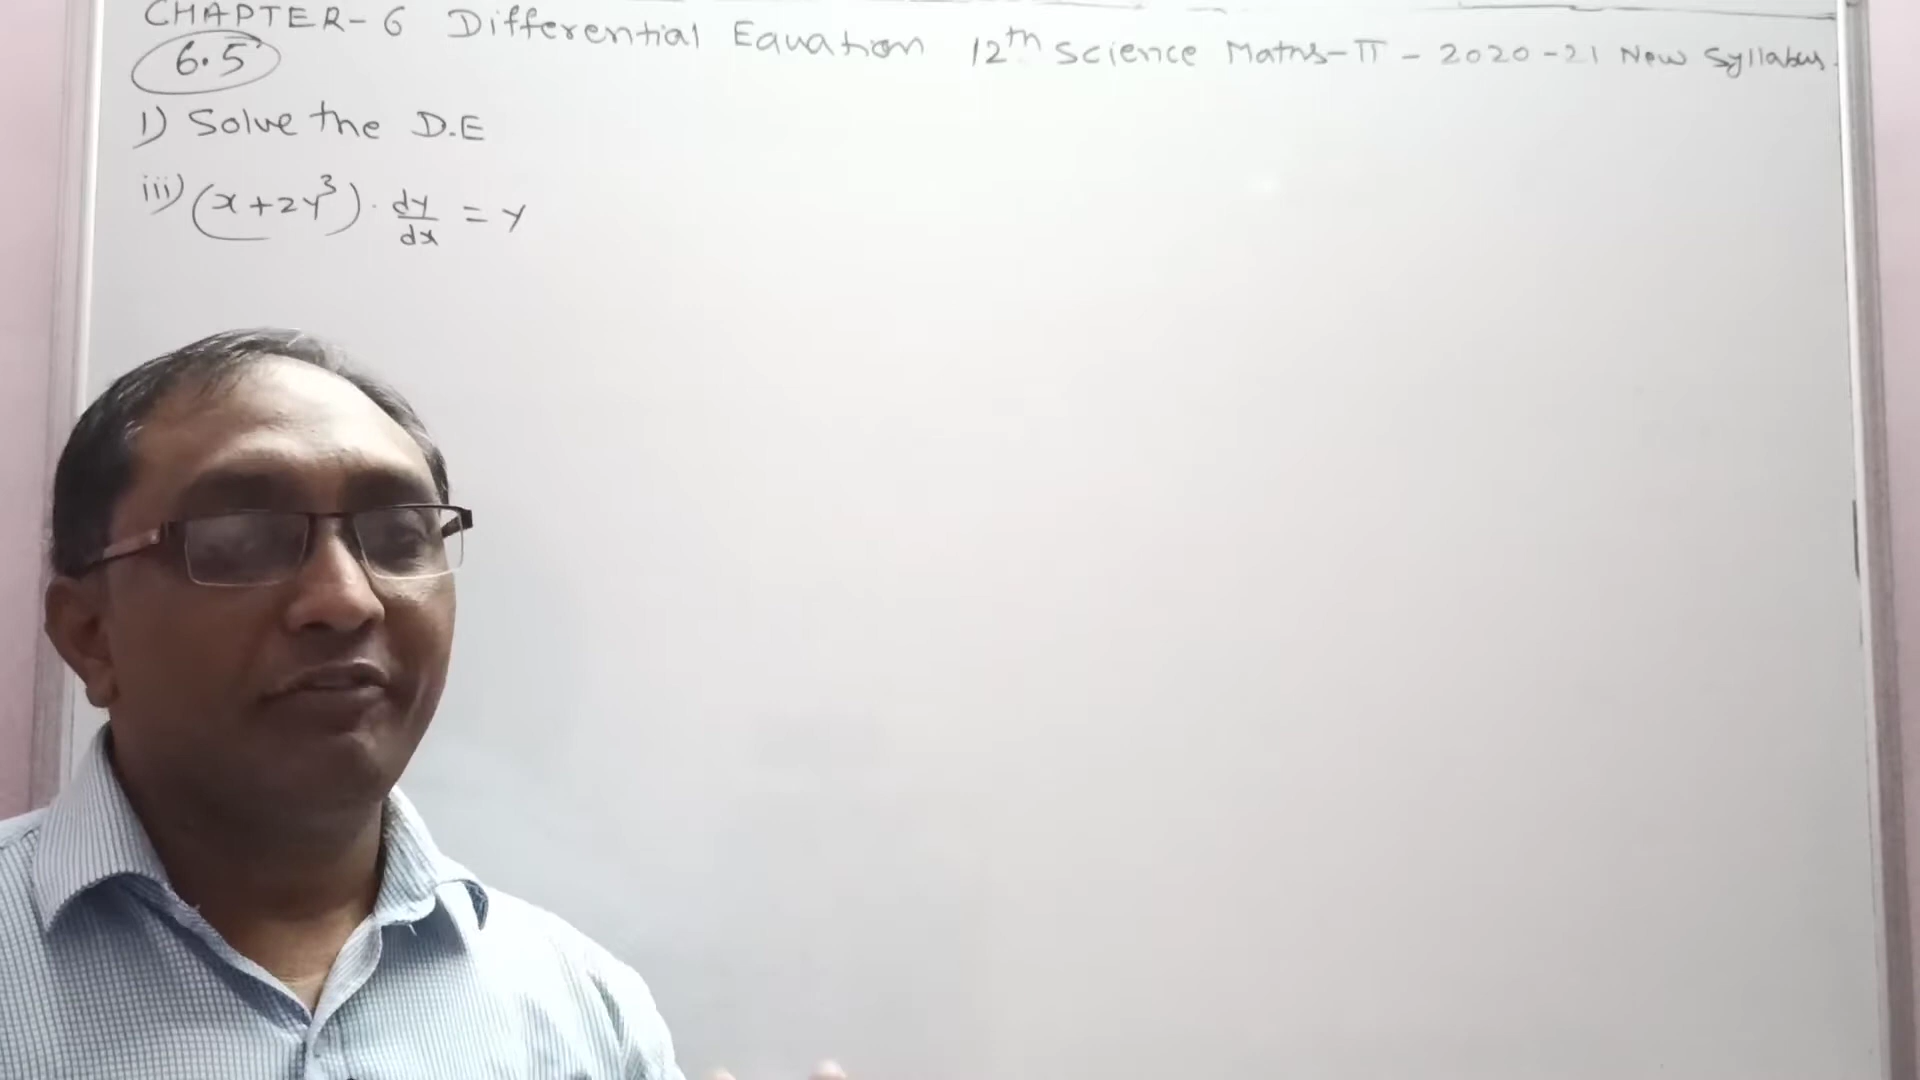 CHAPTER-6 Differential Equation 12th Science Maths-II - 2020-21 New Syllabus.
6.5
1) Solve the D.E
iii) (x+2y³)·dy/dx = y